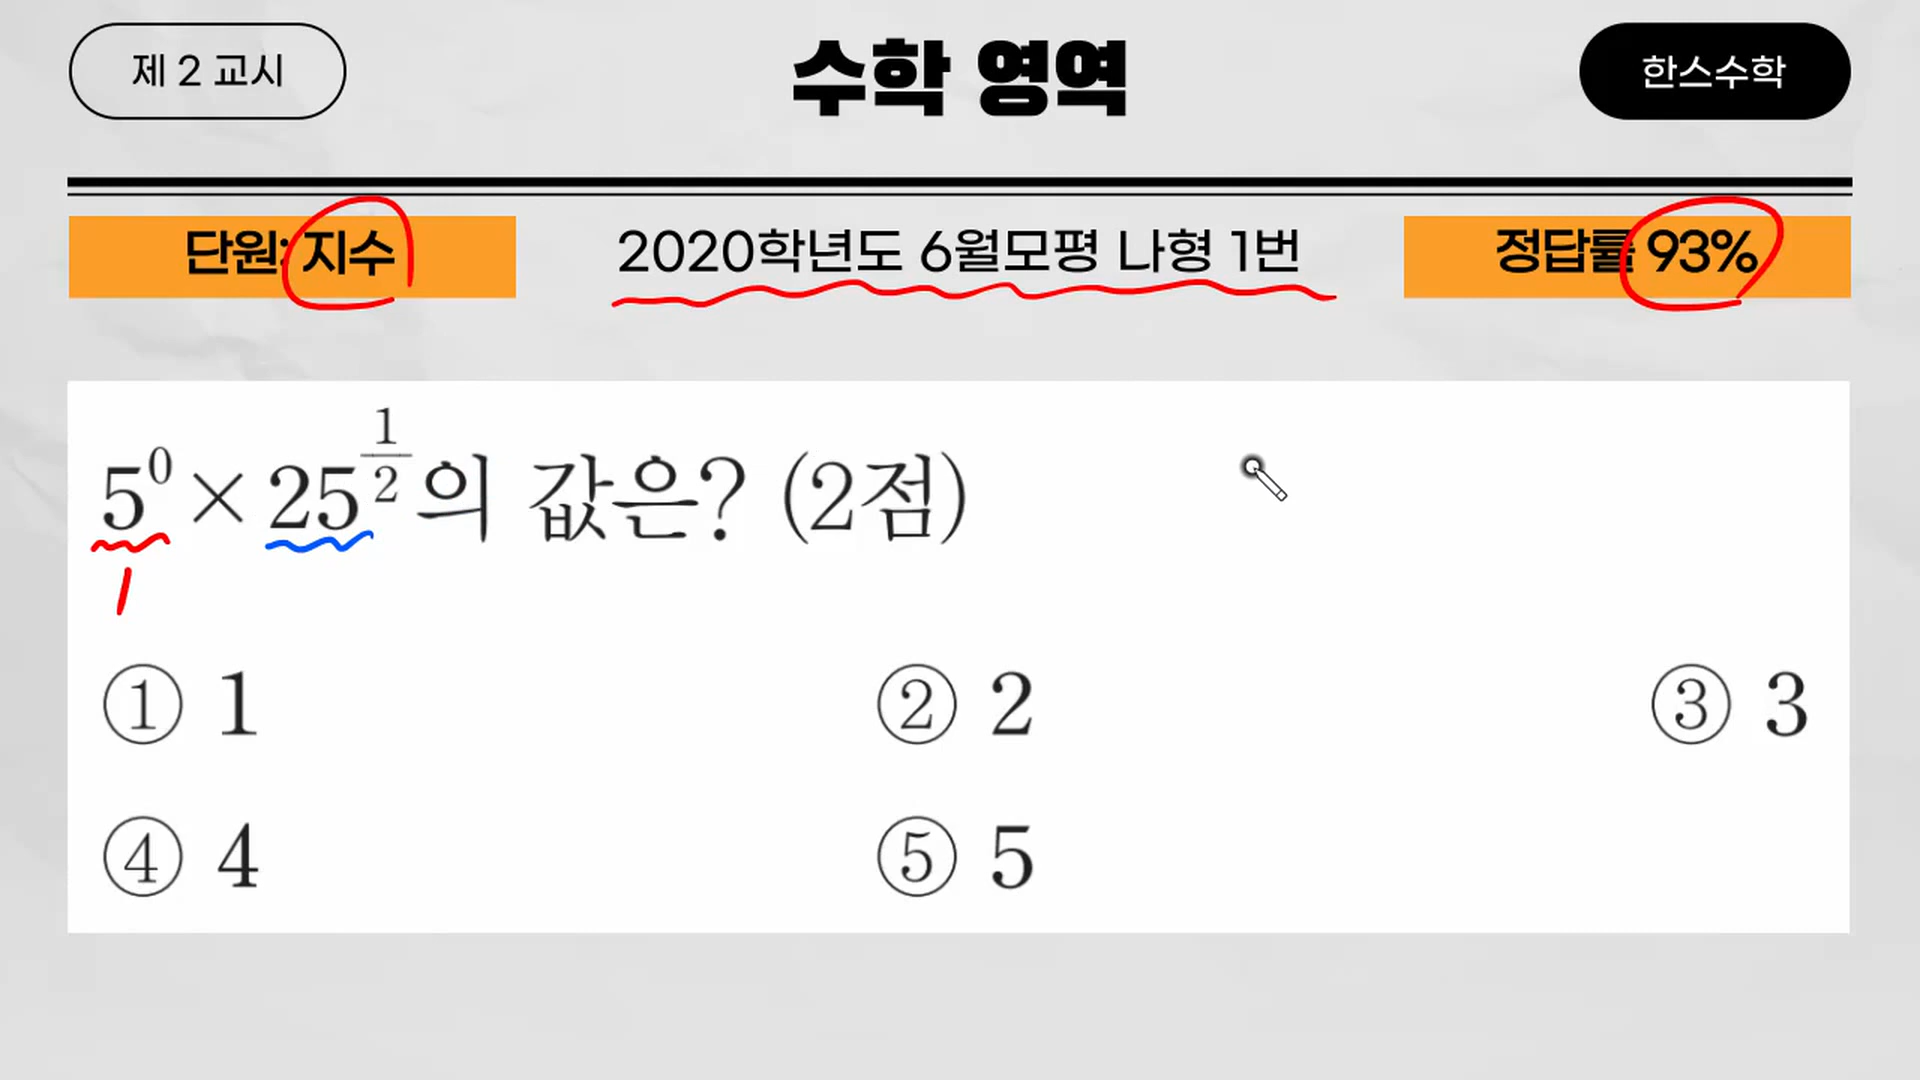 제 2 교시
수학 영역
한스수학
단원: 지수
2020학년도 6월모평 나형 1번
정답률 93%
5⁰×25^(1/2)의 값은? (2점)
1
① 1 ② 2 ③ 3
④ 4 ⑤ 5